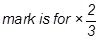 mark is for × 2/3